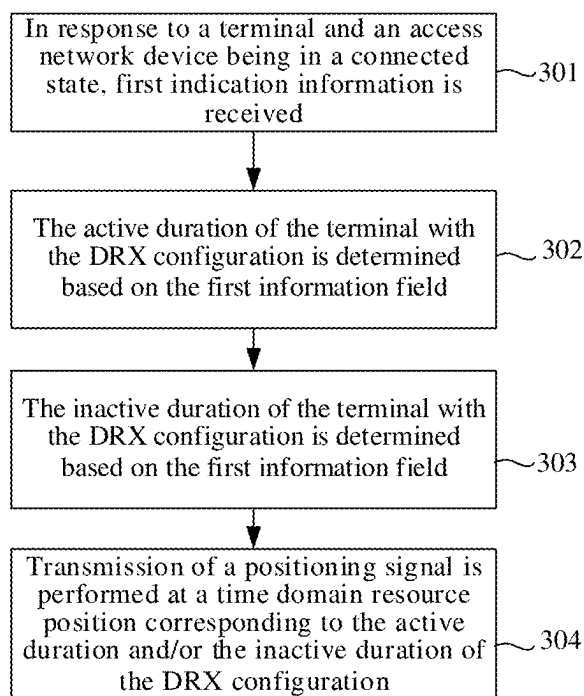 In response to a terminal and an access
network device being in a connected
state, first indication information is
received
301
The active duration of the terminal with
the DRX configuration is determined
based on the first information field
302
The inactive duration of the terminal with
the DRX configuration is determined
based on the first information field
303
Transmission of a positioning signal is
performed at a time domain resource
position corresponding to the active
duration and/or the inactive duration of
the DRX configuration
304